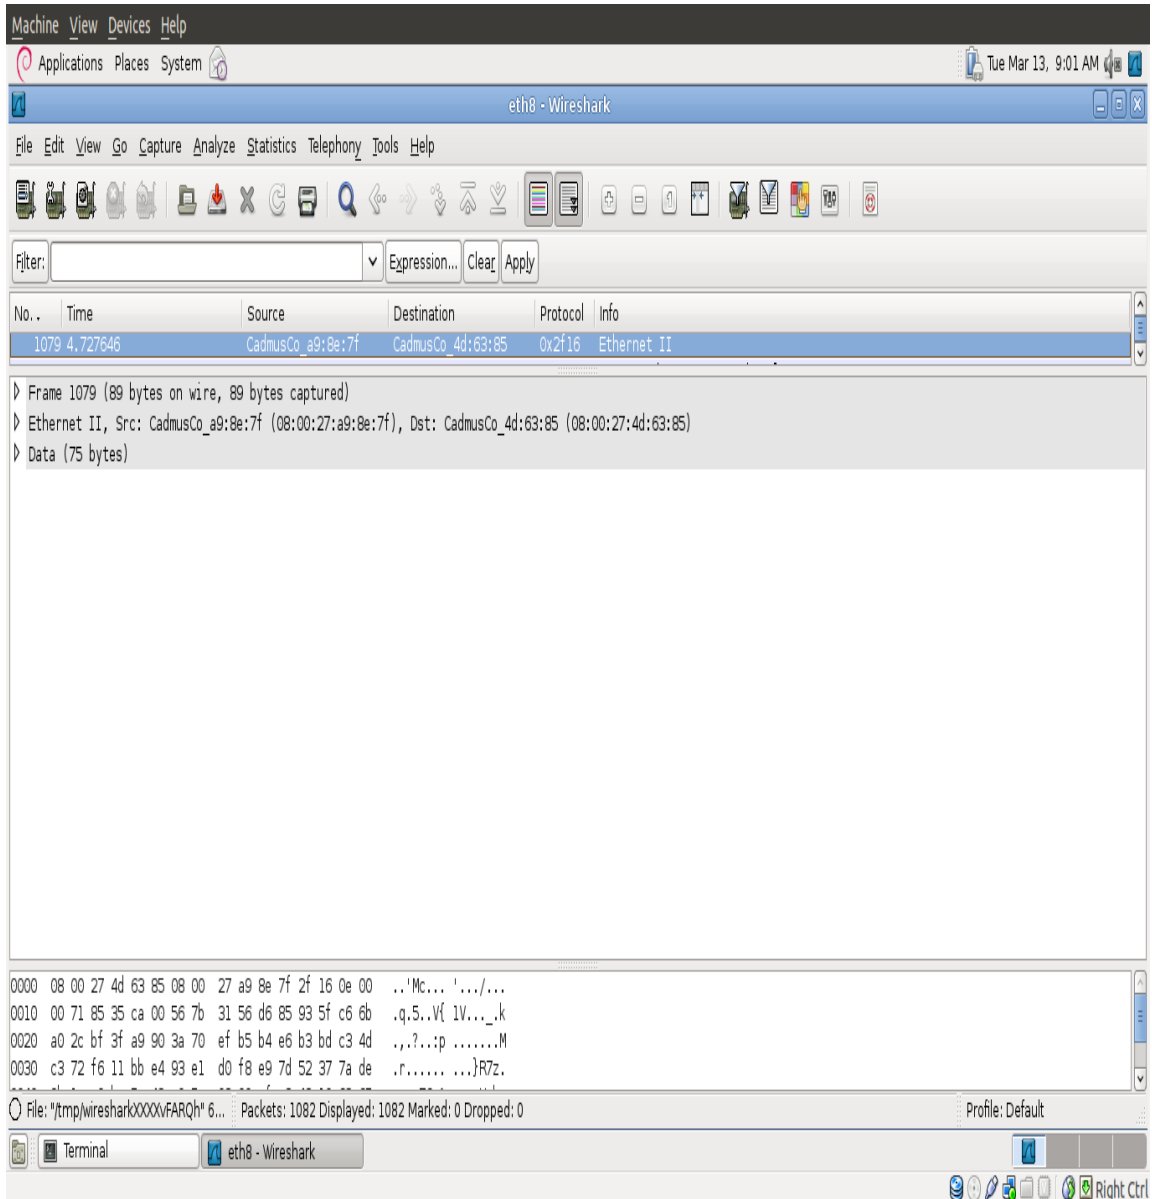 Machine View Devices Help
Applications Places System Tue Mar 13, 9:01 AM
eth8 - Wireshark
File Edit View Go Capture Analyze Statistics Telephony Tools Help
Filter: Expression... Clear Apply
No. . Time Source Destination Protocol Info
1079 4.727646 CadmusCo_a9:8e:7f CadmusCo_4d:63:85 0x2f16 Ethernet II
Frame 1079 (89 bytes on wire, 89 bytes captured)
Ethernet II, Src: CadmusCo_a9:8e:7f (08:00:27:a9:8e:7f), Dst: CadmusCo_4d:63:85 (08:00:27:4d:63:85)
Data (75 bytes)
0000 08 00 27 4d 63 85 08 00 27 a9 8e 7f 2f 16 0e 00 ..'Mc... '.../...
0010 00 71 85 35 ca 00 56 7b 31 56 d6 85 93 5f c6 6b .q.5..V{ 1V..._.k
0020 a0 2c bf 3f a9 90 3a 70 ef b5 b4 e6 b3 bd c3 4d .,.?..:p .......M
0030 c3 72 f6 11 bb e4 93 e1 d0 f8 e9 7d 52 37 7a de .r...... ...}R7z.
File: "/tmp/wiresharkXXXXvFARQh" 6... Packets: 1082 Displayed: 1082 Marked: 0 Dropped: 0 Profile: Default
Terminal eth8 - Wireshark
Right Ctrl